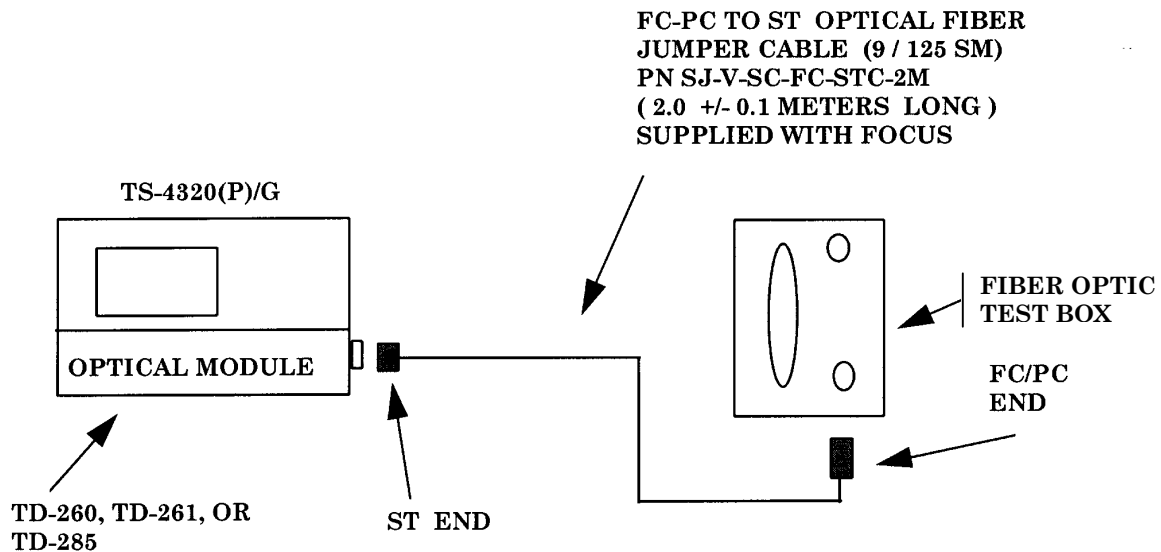 FC-PC TO ST OPTICAL FIBER
JUMPER CABLE (9 / 125 SM)
PN SJ-V-SC-FC-STC-2M
( 2.0 +/- 0.1 METERS LONG )
SUPPLIED WITH FOCUS
TS-4320(P)/G
OPTICAL MODULE
FIBER OPTIC
TEST BOX
FC/PC
END
TD-260, TD-261, OR
TD-285
ST END